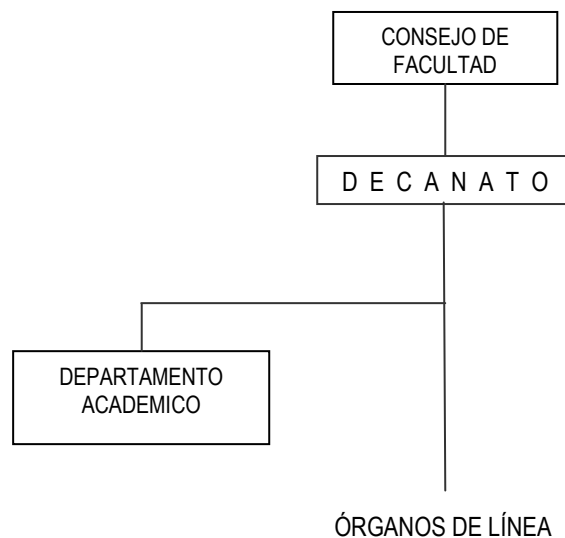 CONSEJO DE
FACULTAD
D E C A N A T O
DEPARTAMENTO
ACADEMICO
ÓRGANOS DE LÍNEA